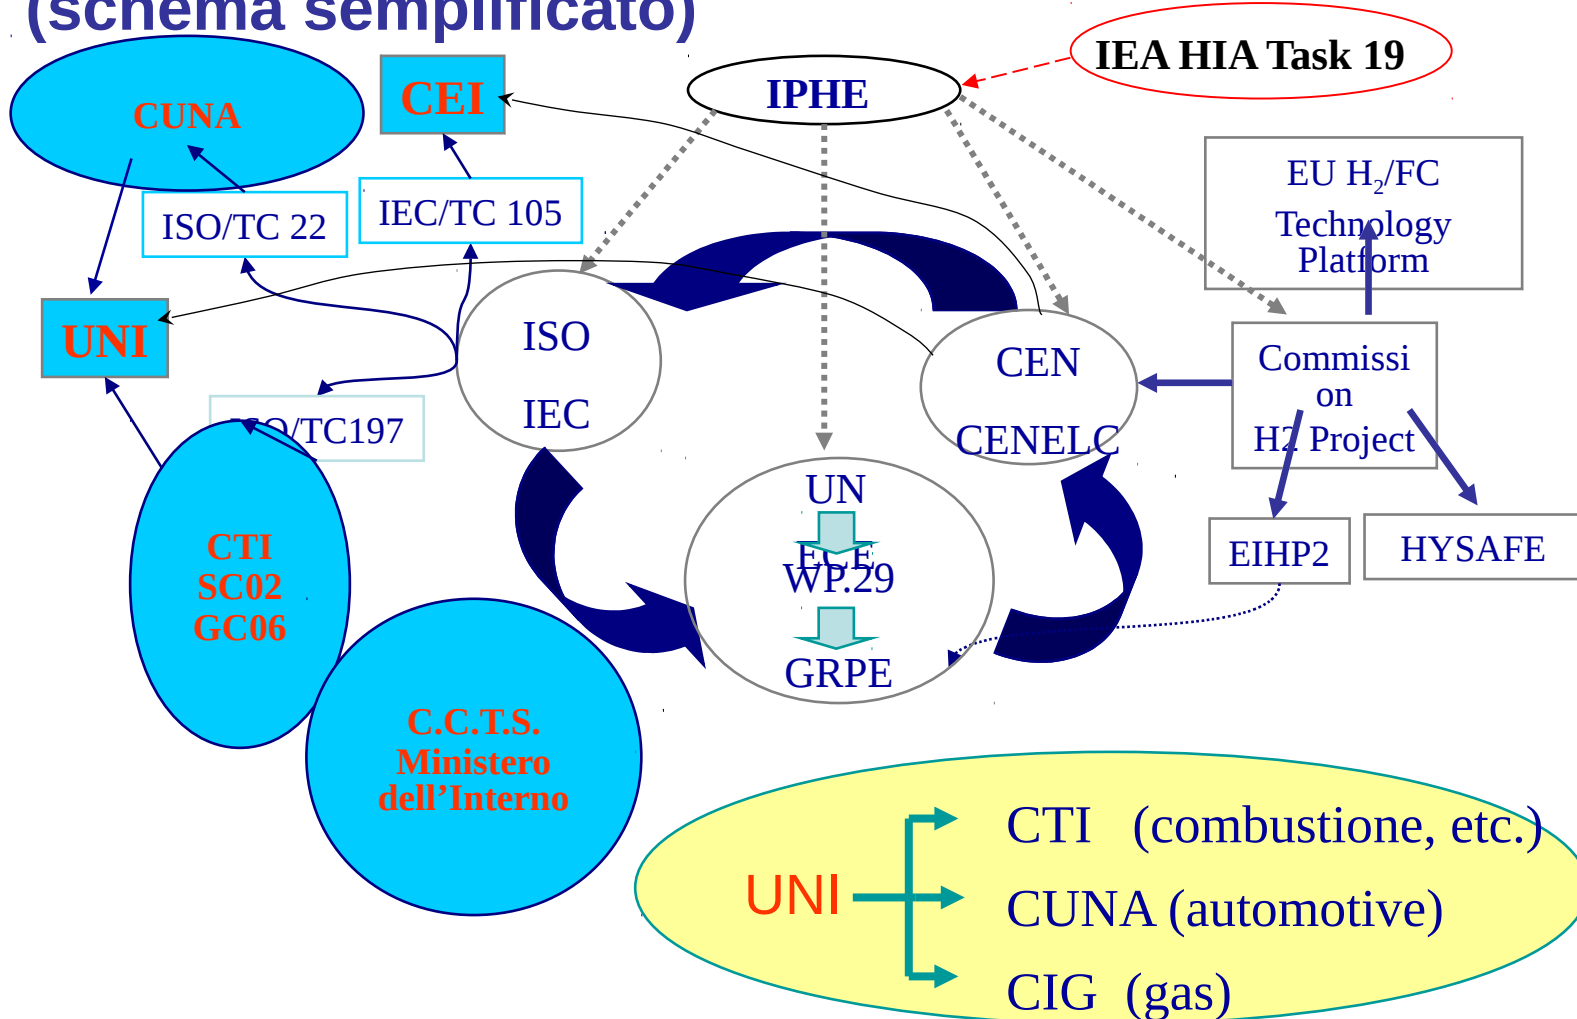 (schema semplificato)
IEA HIA Task 19
CUNA
CEI
IPHE
EU H2/FC
Technology
Platform
ISO/TC 22
IEC/TC 105
UNI
ISO
IEC
CEN
CENELC
Commissi
on
H2 Project
ISO/TC197
UN
ECE
WP.29
GRPE
EIHP2
HYSAFE
CTI
SC02
GC06
C.C.T.S.
Ministero
dell’Interno
UNI
CTI (combustione, etc.)
CUNA (automotive)
CIG (gas)